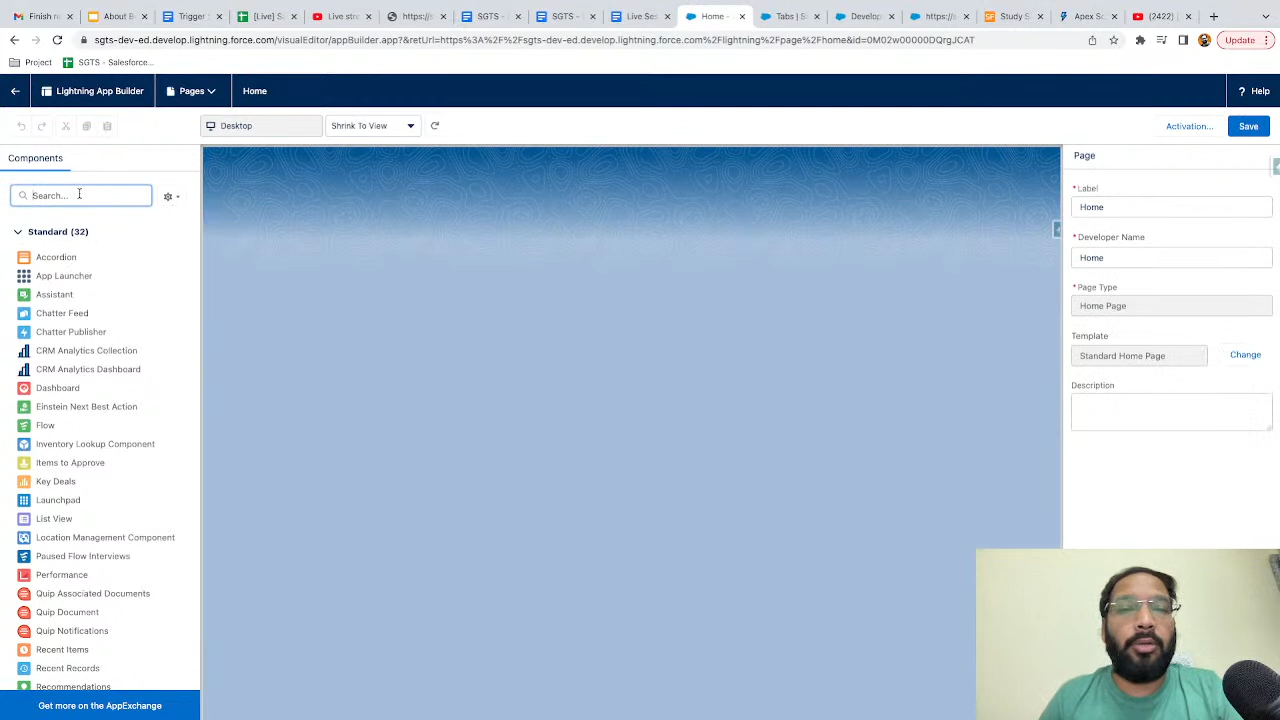 Finish m
About B
Trigger
[Live] S
Live stre
https://s
SGTS -
SGTS -
Live Ses
Home -
Tabs | S
Develop
https://s
Study S
Apex Sc
(2422) |
sgts-dev-ed.develop.lightning.force.com/visualEditor/appBuilder.app?&retUrl=https%3A%2F%2Fsgts-dev-ed.develop.lightning.force.com%2Flightning%2Fpage%2Fhome&id=0M02w00000DQrgJCAT
Update
Project
SGTS - Salesforce...
Lightning App Builder
Pages
Home
? Help
Desktop
Shrink To View
Activation...
Save
Components
Page
Search...
* Label
Home
Standard (32)
* Developer Name
Home
Accordion
App Launcher
Assistant
Chatter Feed
Chatter Publisher
CRM Analytics Collection
CRM Analytics Dashboard
Dashboard
Einstein Next Best Action
Flow
Inventory Lookup Component
Items to Approve
Key Deals
Launchpad
List View
Location Management Component
Paused Flow Interviews
Performance
Quip Associated Documents
Quip Document
Quip Notifications
Recent Items
Recent Records
Recommendations
* Page Type
Home Page
Template
Standard Home Page
Change
Description
Get more on the AppExchange